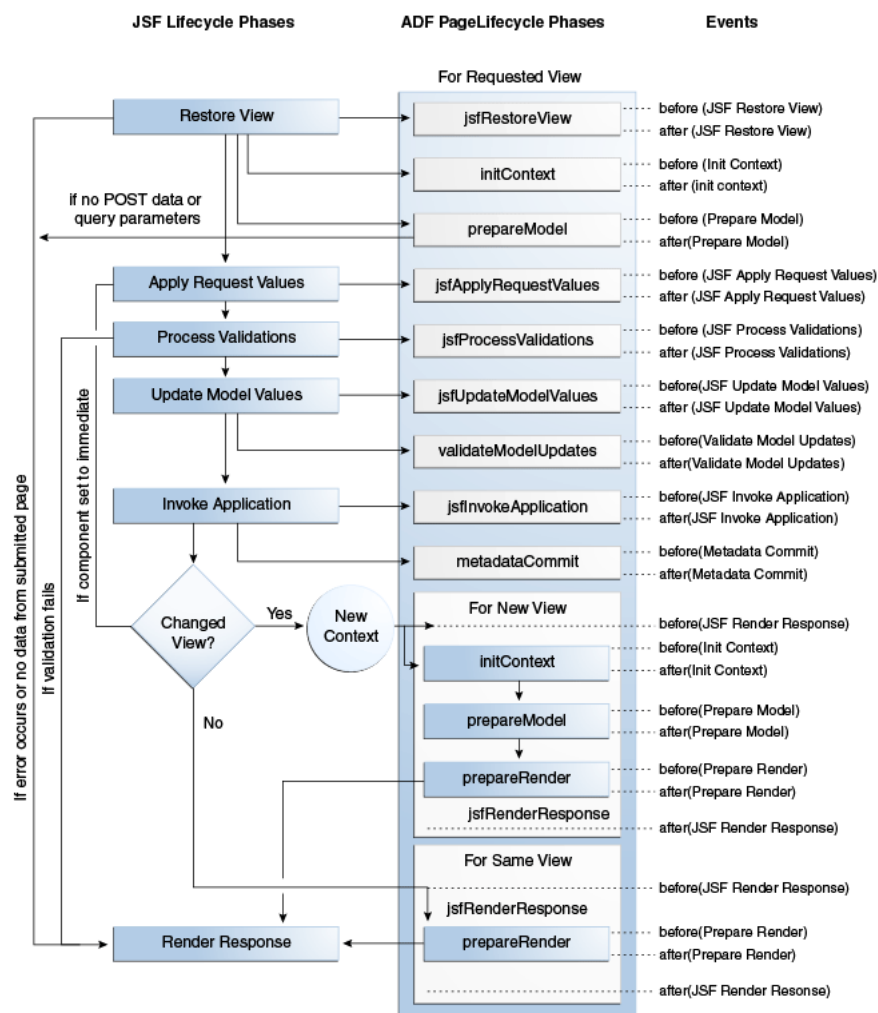 JSF Lifecycle Phases
ADF PageLifecycle Phases
Events
For Requested View
Restore View
jsfRestoreView
before (JSF Restore View)
after (JSF Restore View)
initContext
before (Init Context)
after (init context)
if no POST data or
query parameters
prepareModel
before (Prepare Model)
after(Prepare Model)
Apply Request Values
jsfApplyRequestValues
before (JSF Apply Request Values)
after (JSF Apply Request Values)
Process Validations
jsfProcessValidations
before (JSF Process Validations)
after (JSF Process Validations)
Update Model Values
jsfUpdateModelValues
before(JSF Update Model Values)
after (JSF Update Model Values)
validateModelUpdates
before(Validate Model Updates)
after(Validate Model Updates)
Invoke Application
jsfInvokeApplication
before(JSF Invoke Application)
after(JSF Invoke Application)
metadataCommit
before(Metadata Commit)
after(Metadata Commit)
If error occurs or no data from submitted page
If validation fails
If component set to immediate
Changed
View?
Yes
No
New
Context
For New View
before(JSF Render Response)
initContext
before(Init Context)
after(Init Context)
prepareModel
before(Prepare Model)
after(Prepare Model)
prepareRender
before(Prepare Render)
after(Prepare Render)
jsfRenderResponse
after(JSF Render Response)
For Same View
before(JSF Render Response)
jsfRenderResponse
Render Response
prepareRender
before(Prepare Render)
after(Prepare Render)
after(JSF Render Resonse)